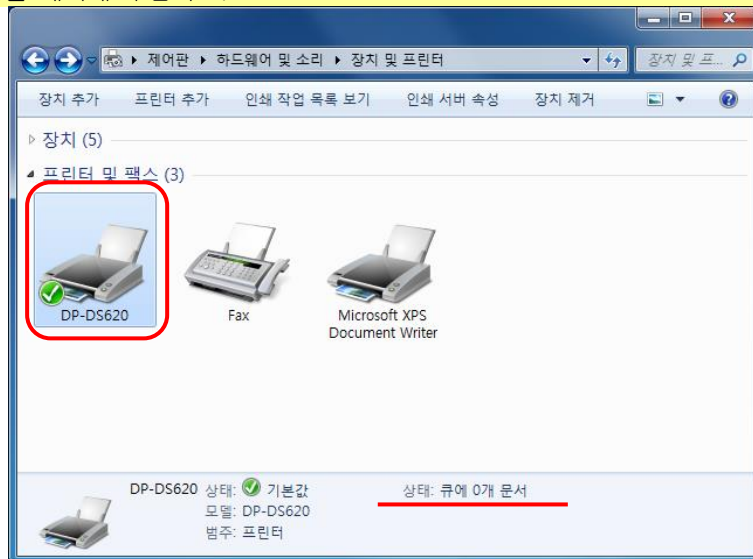 제어판 ▸ 하드웨어 및 소리 ▸ 장치 및 프린터
장치 및 프...
장치 추가 프린터 추가 인쇄 작업 목록 보기 인쇄 서버 속성 장치 제거
장치 (5)
프린터 및 팩스 (3)
DP-DS620
Fax
Microsoft XPS
Document Writer
DP-DS620 상태: 기본값 상태: 큐에 0개 문서
모델: DP-DS620
범주: 프린터